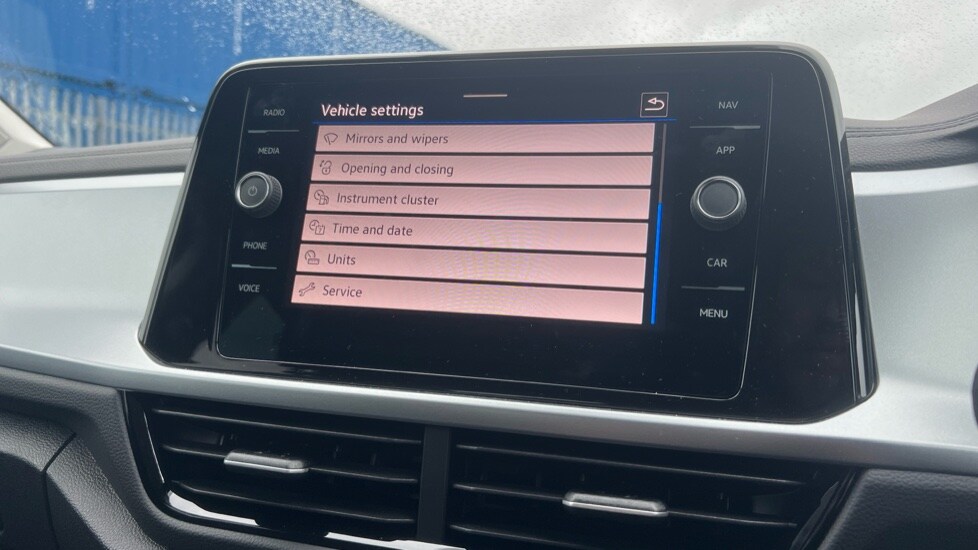 RADIO
MEDIA
PHONE
VOICE
Vehicle settings
Mirrors and wipers
Opening and closing
Instrument cluster
Time and date
Units
Service
NAV
APP
CAR
MENU